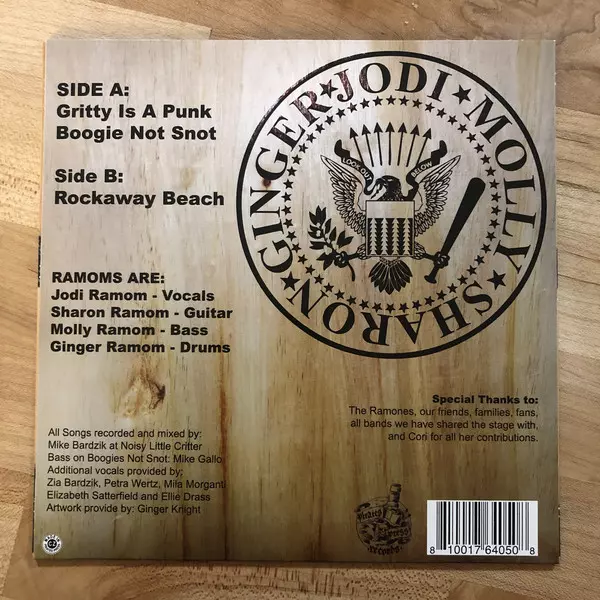 SIDE A:
Gritty Is A Punk
Boogie Not Snot
Side B:
Rockaway Beach
GINGER★JODI★MOLLY★SHARON★
LOOK OUT BELOW
RAMOMS ARE:
Jodi Ramom - Vocals
Sharon Ramom - Guitar
Molly Ramom - Bass
Ginger Ramom - Drums
Special Thanks to:
The Ramones, our friends, families, fans,
all bands we have shared the stage with,
and Cori for all her contributions.
All Songs recorded and mixed by:
Mike Bardzik at Noisy Little Critter
Bass on Boogies Not Snot: Mike Gallo
Additional vocals provided by:
Zia Bardzik, Petra Wertz, Mila Morganti
Elizabeth Satterfield and Ellie Drass
Artwork provide by: Ginger Knight
Pirates Press
records
8 10017 64050 8